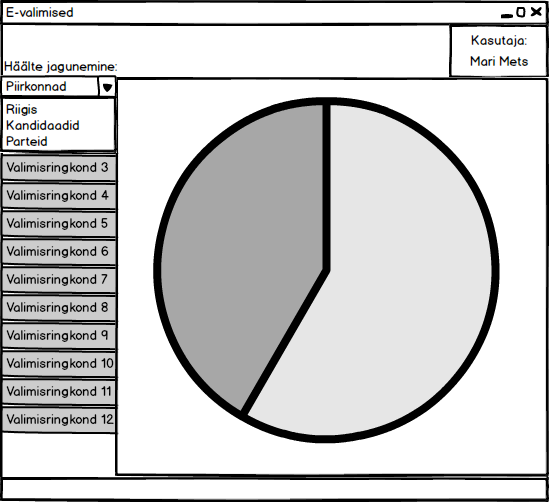 E-valimised
Kasutaja:
Mari Mets
Häälte jagunemine:
Piirkonnad
Riigis
Kandidaadid
Parteid
Valimisringkond 3
Valimisringkond 4
Valimisringkond 5
Valimisringkond 6
Valimisringkond 7
Valimisringkond 8
Valimisringkond 9
Valimisringkond 10
Valimisringkond 11
Valimisringkond 12